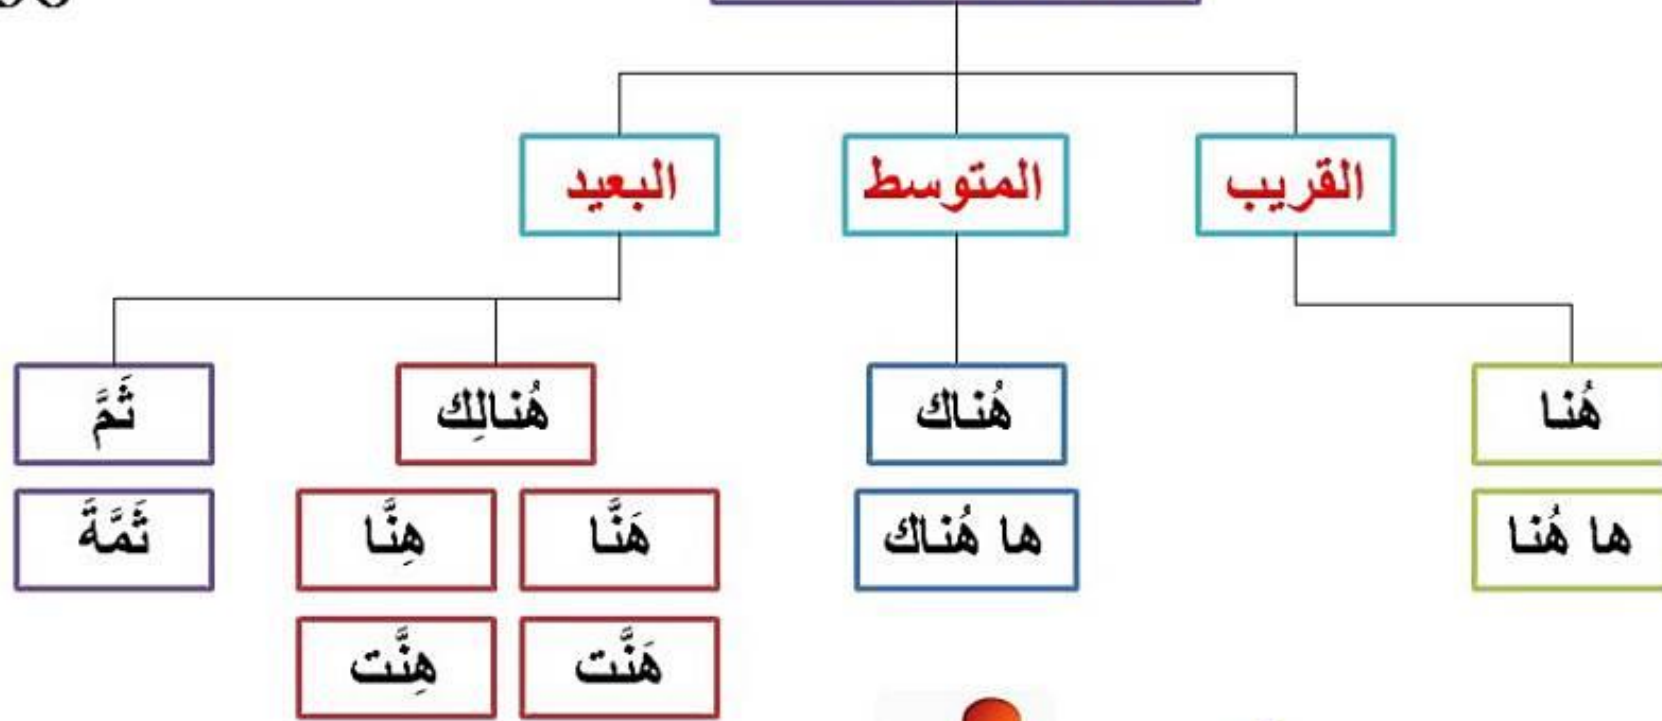 القريب
المتوسط
البعيد
هُنا
هُناك
هُنالِك
ثَمَّ
ها هُنا
ها هُناك
هَنَّا
هِنَّا
ثَمَّةَ
هَنَّت
هِنَّت